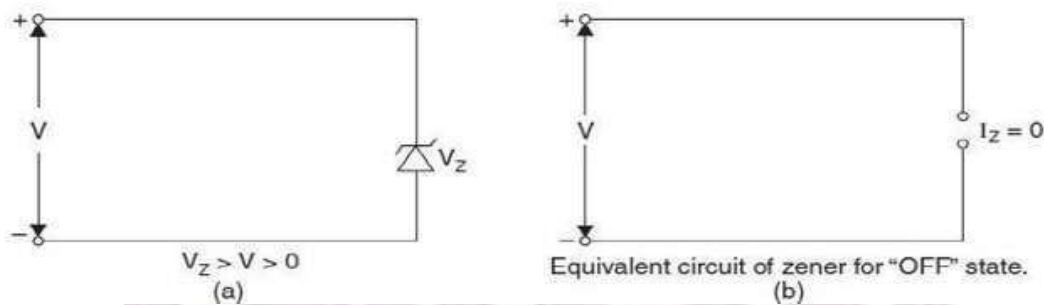 +
V
V_Z
−
V_Z > V > 0
(a)
+
V
I_Z = 0
−
Equivalent circuit of zener for “OFF” state.
(b)